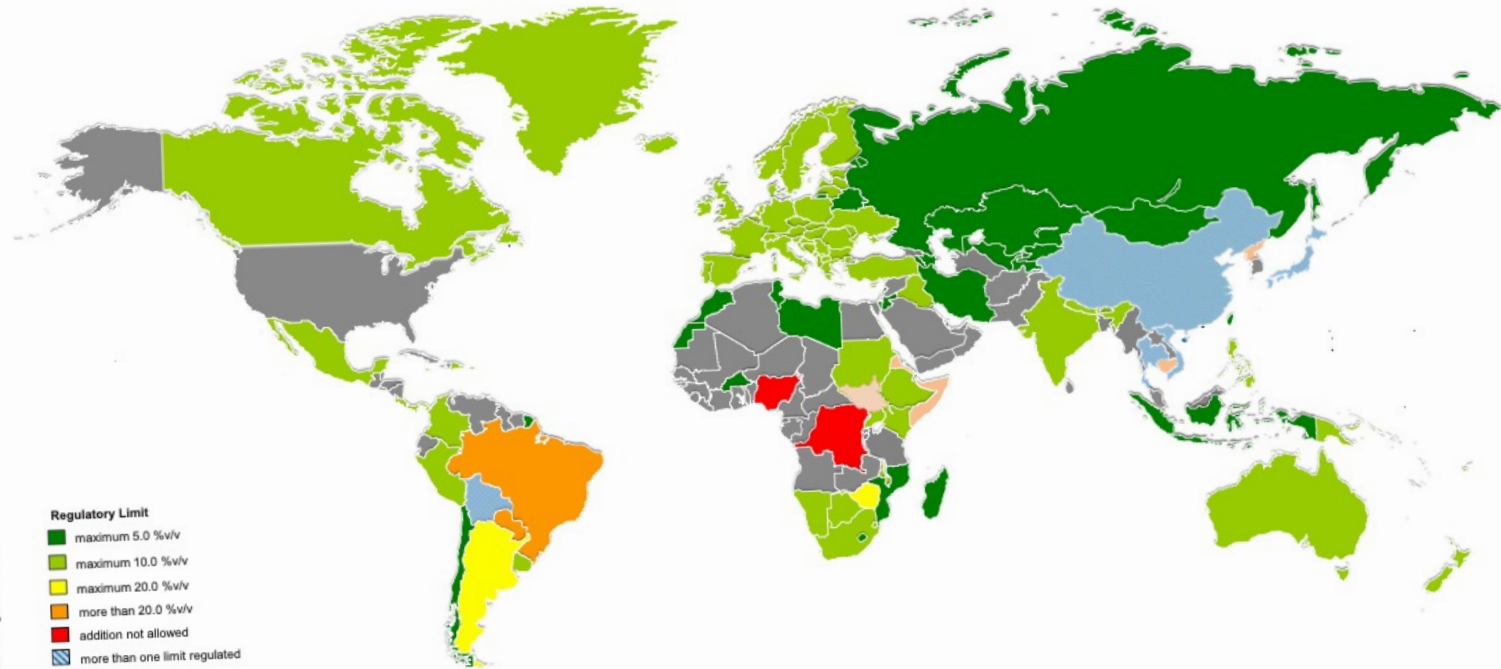 Regulatory Limit
maximum 5.0 %v/v
maximum 10.0 %v/v
maximum 20.0 %v/v
more than 20.0 %v/v
addition not allowed
more than one limit regulated